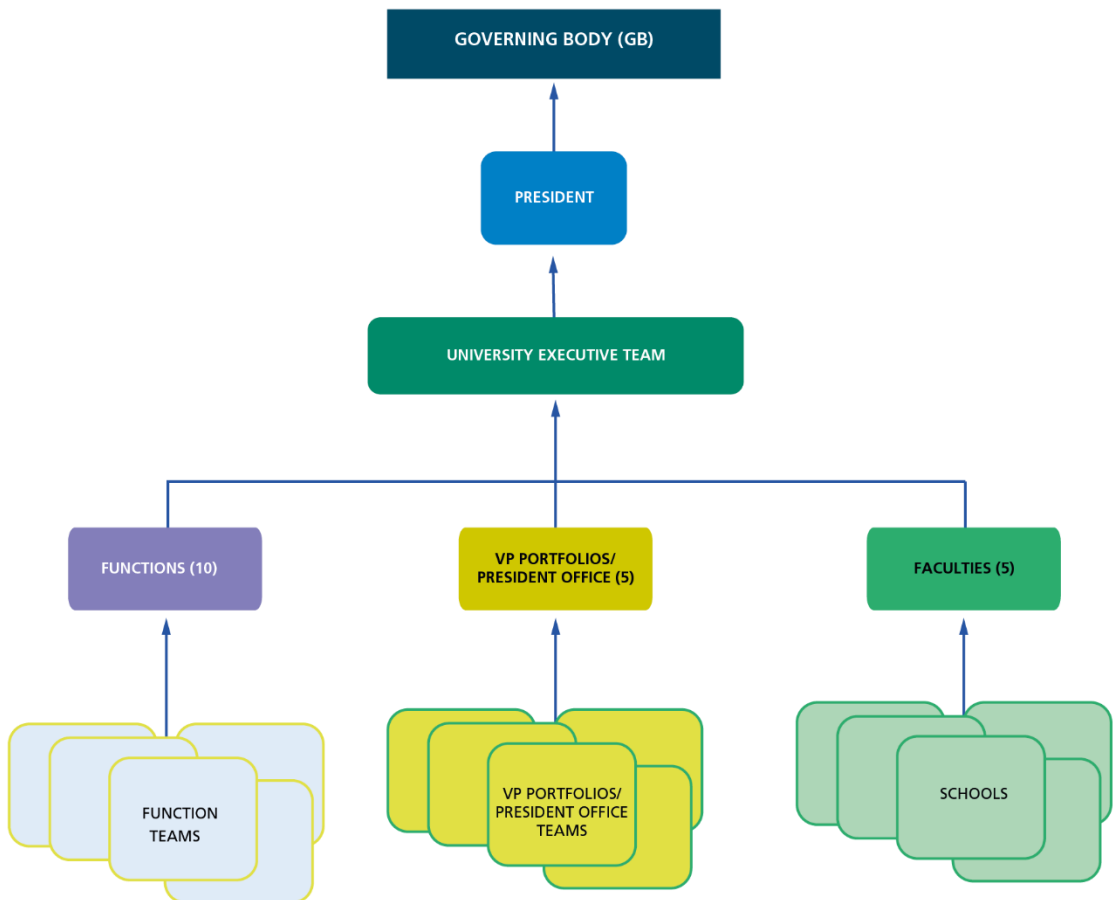 GOVERNING BODY (GB)
PRESIDENT
UNIVERSITY EXECUTIVE TEAM
FUNCTIONS (10)
VP PORTFOLIOS/
PRESIDENT OFFICE (5)
FACULTIES (5)
FUNCTION
TEAMS
VP PORTFOLIOS/
PRESIDENT OFFICE
TEAMS
SCHOOLS